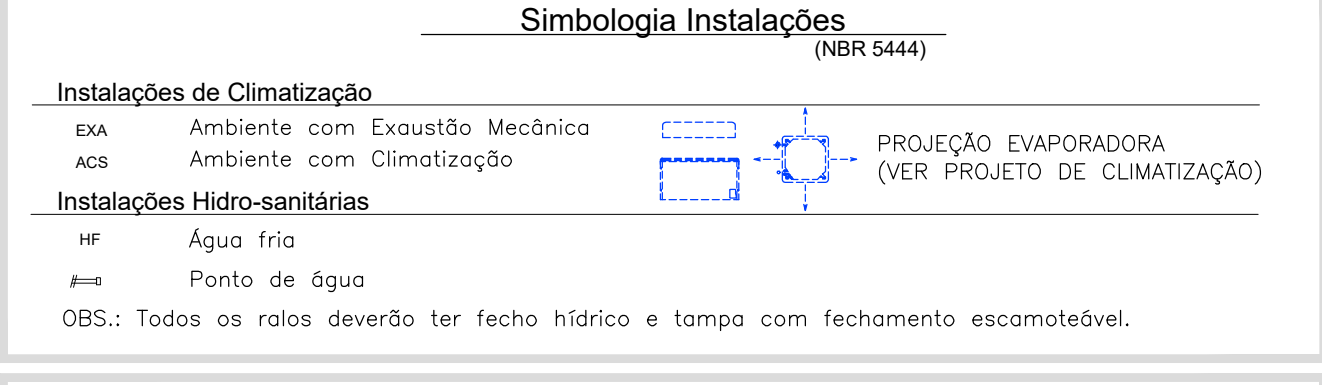 Simbologia Instalações
(NBR 5444)
Instalações de Climatização
EXA Ambiente com Exaustão Mecânica
ACS Ambiente com Climatização
PROJEÇÃO EVAPORADORA
(VER PROJETO DE CLIMATIZAÇÃO)
Instalações Hidro-sanitárias
HF Água fria
Ponto de água
OBS.: Todos os ralos deverão ter fecho hídrico e tampa com fechamento escamoteável.